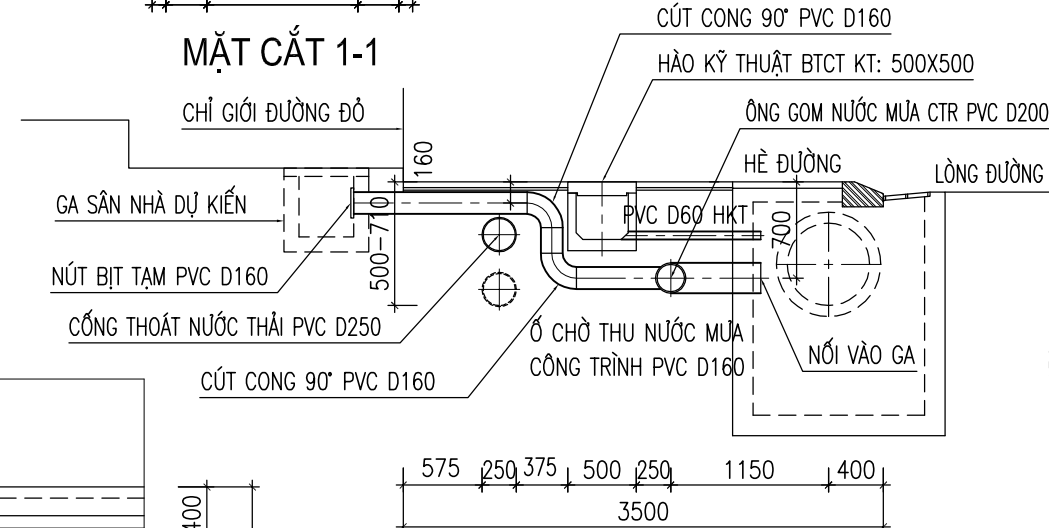 CÚT CONG 90° PVC D160
MẶT CẮT 1-1
HÀO KỸ THUẬT BTCT KT: 500X500
CHỈ GIỚI ĐƯỜNG ĐỎ
ỐNG GOM NƯỚC MƯA CTR PVC D200
160
HÈ ĐƯỜNG
LÒNG ĐƯỜNG
GA SÂN NHÀ DỰ KIẾN
PVC D60 HKT
500-710
700
NÚT BỊT TẠM PVC D160
CỐNG THOÁT NƯỚC THẢI PVC D250
Ố CHỜ THU NƯỚC MƯA
CÔNG TRÌNH PVC D160
NỐI VÀO GA
CÚT CONG 90° PVC D160
575 250 375 500 250 1150 400
3500
400